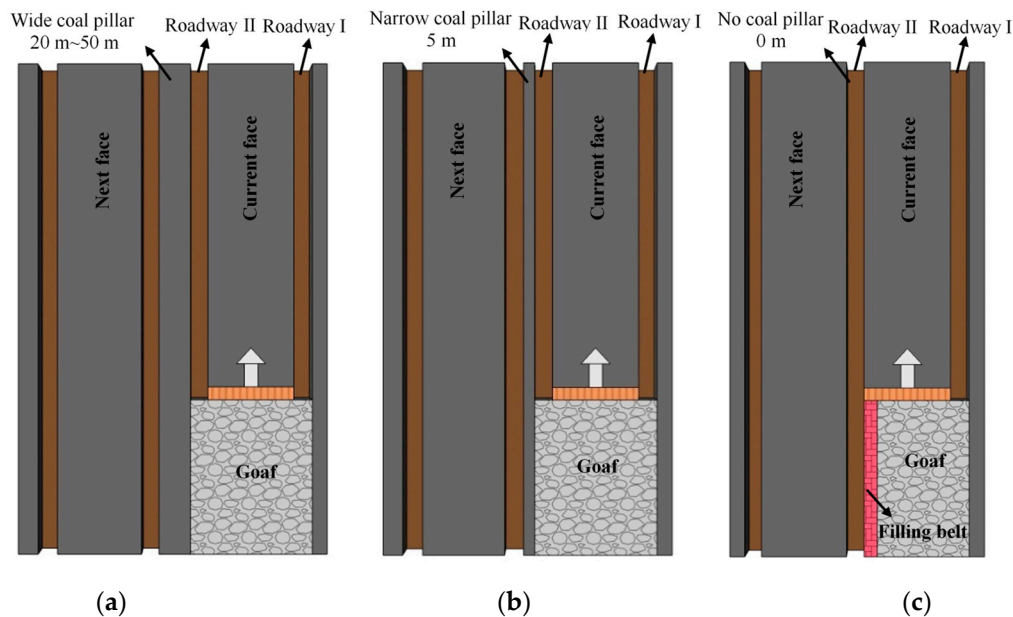 Wide coal pillar
20 m~50 m
Roadway II
Roadway I
Next face
Current face
Goaf
(a)
Narrow coal pillar
5 m
Roadway II
Roadway I
Next face
Current face
Goaf
(b)
No coal pillar
0 m
Roadway II
Roadway I
Next face
Current face
Goaf
Filling belt
(c)